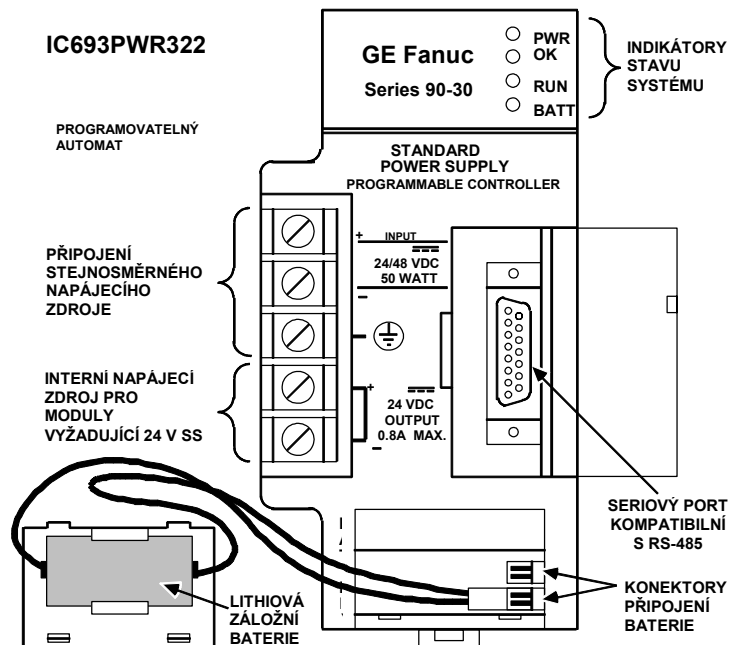 IC693PWR322
PROGRAMOVATELNÝ
AUTOMAT
GE Fanuc
Series 90-30
PWR
OK
RUN
BATT
INDIKÁTORY
STAVU
SYSTÉMU
STANDARD
POWER SUPPLY
PROGRAMMABLE CONTROLLER
PŘIPOJENÍ
STEJNOSMĚRNÉHO
NAPÁJECÍHO
ZDROJE
+
INPUT
24/48 VDC
50 WATT
–
INTERNÍ NAPÁJECÍ
ZDROJ PRO
MODULY
VYŽADUJÍCÍ 24 V SS
+
24 VDC
OUTPUT
0.8A MAX.
–
SERIOVÝ PORT
KOMPATIBILNÍ
S RS-485
LITHIOVÁ
ZÁLOŽNÍ
BATERIE
KONEKTORY
PŘIPOJENÍ
BATERIE